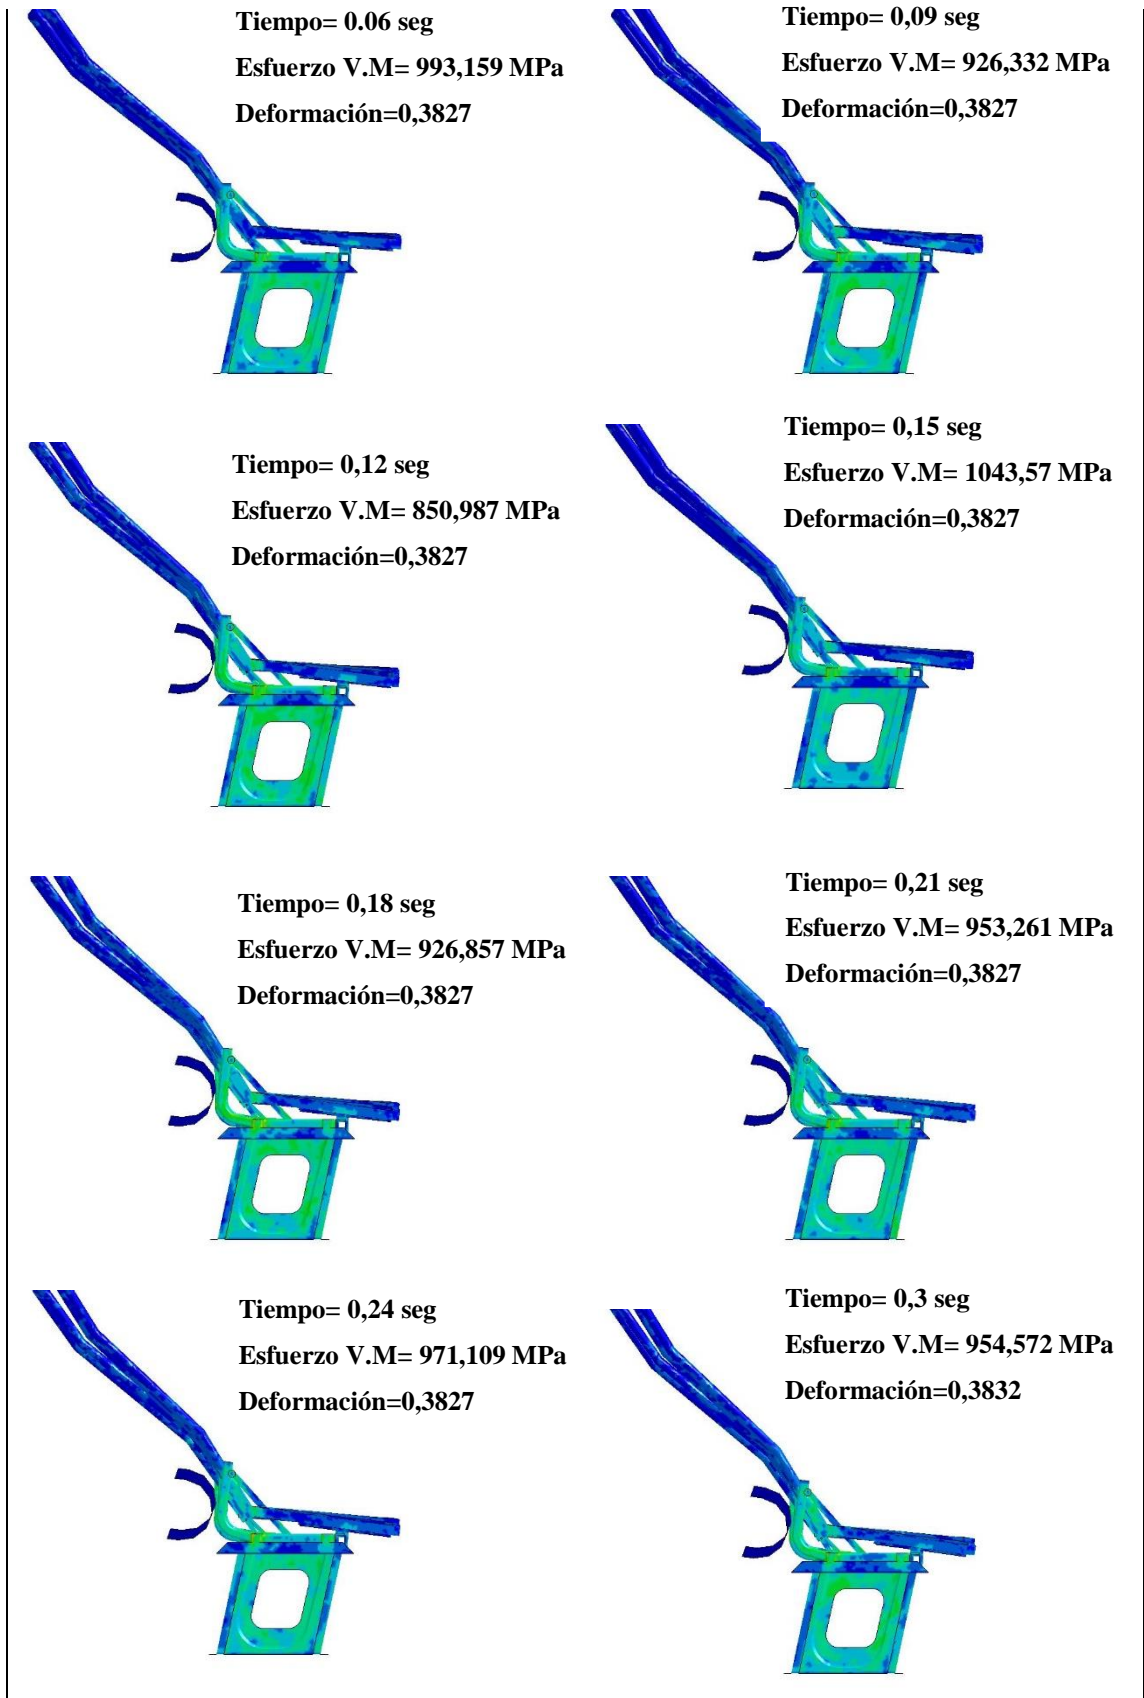 Tiempo= 0.06 seg
Esfuerzo V.M= 993,159 MPa
Deformación=0,3827
Tiempo= 0,09 seg
Esfuerzo V.M= 926,332 MPa
Deformación=0,3827
Tiempo= 0,12 seg
Esfuerzo V.M= 850,987 MPa
Deformación=0,3827
Tiempo= 0,15 seg
Esfuerzo V.M= 1043,57 MPa
Deformación=0,3827
Tiempo= 0,18 seg
Esfuerzo V.M= 926,857 MPa
Deformación=0,3827
Tiempo= 0,21 seg
Esfuerzo V.M= 953,261 MPa
Deformación=0,3827
Tiempo= 0,24 seg
Esfuerzo V.M= 971,109 MPa
Deformación=0,3827
Tiempo= 0,3 seg
Esfuerzo V.M= 954,572 MPa
Deformación=0,3832